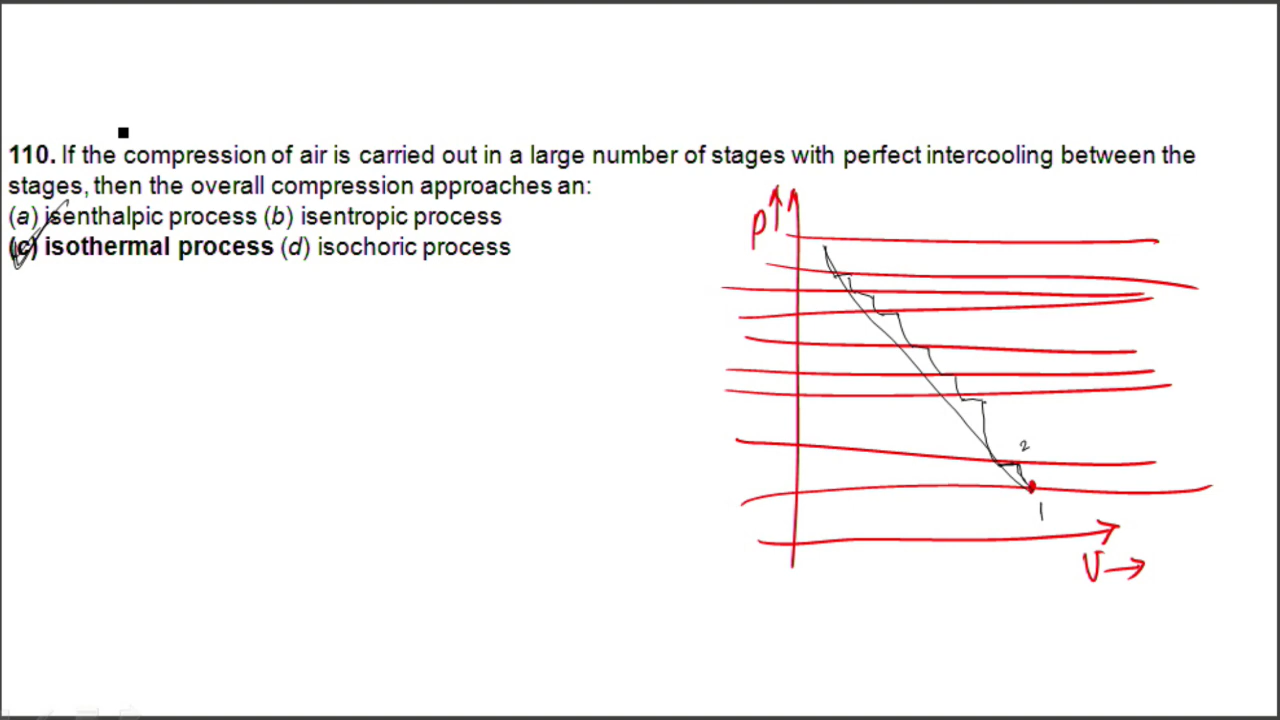 110. If the compression of air is carried out in a large number of stages with perfect intercooling between the
stages, then the overall compression approaches an:
(a) isenthalpic process (b) isentropic process
(c) isothermal process (d) isochoric process
P
2
1
V